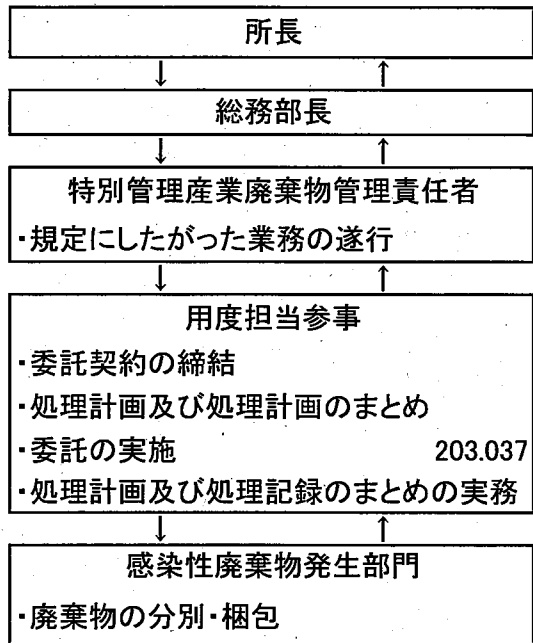 所長
↓ ↑
総務部長
↓ ↑
特別管理産業廃棄物管理責任者
・規定にしたがった業務の遂行
↓ ↑
用度担当参事
・委託契約の締結
・処理計画及び処理計画のまとめ
・委託の実施 203.037
・処理計画及び処理記録のまとめの実務
↓ ↑
感染性廃棄物発生部門
・廃棄物の分別・梱包